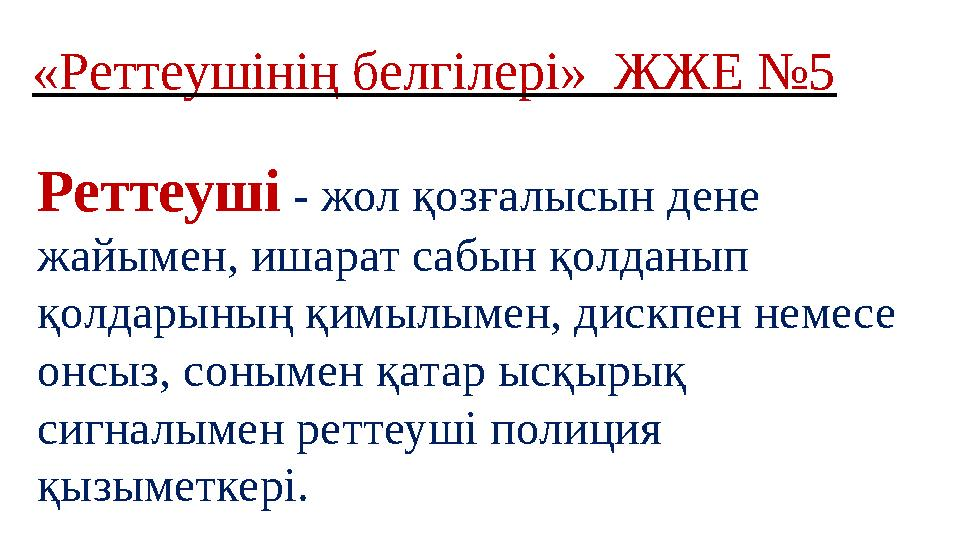 «Реттеушінің белгілері»  ЖЖЕ №5
Реттеуші - жол қозғалысын дене
жайымен, ишарат сабын қолданып
қолдарының қимылымен, дискпен немесе
онсыз, сонымен қатар ысқырық
сигналымен реттеуші полиция
қызыметкері.